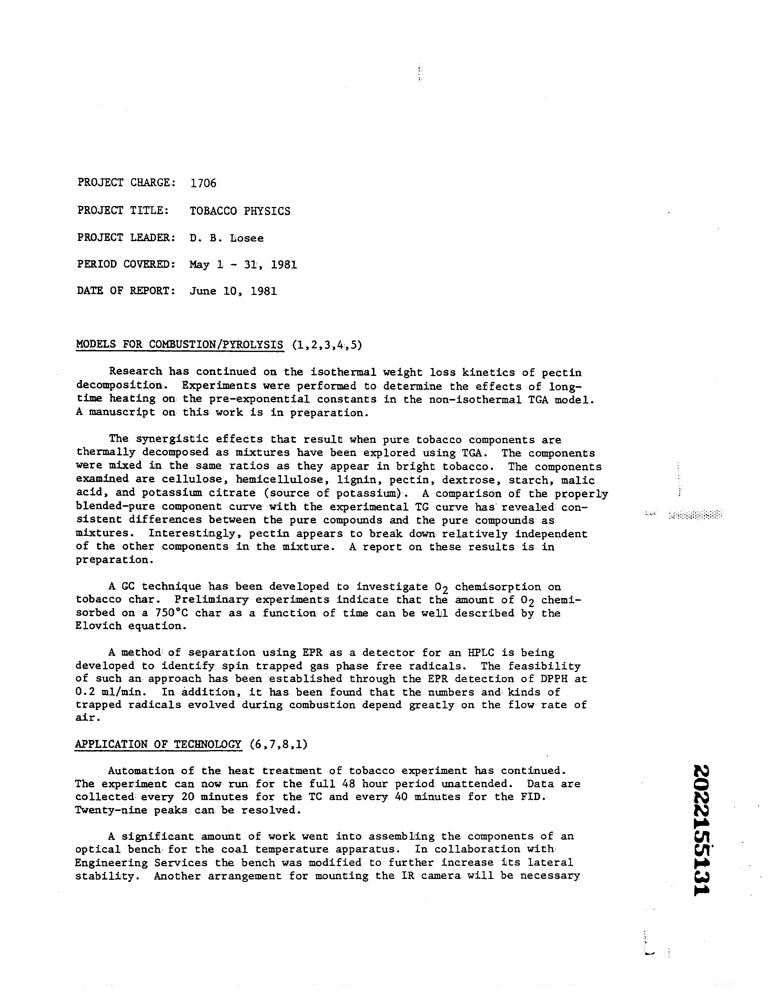 PROJECT CHARGE: 1706
PROJECT TITLE: TOBACCO PHYSICS
PROJECT LEADER: D. B. Losee
PERIOD COVERED: May 1 - 31, 1981
DATE OF REPORT: June 10, 1981
MODELS FOR COMBUSTION/PYROLYSIS (1,2,3,4,5)
Research has continued on the isothermal weight loss kinetics of pectin
decomposition. Experiments were performed to determine the effects of long-
time heating on the pre-exponential constants in the non-isothermal TGA model.
A manuscript on this work is in preparation.
The synergistic effects that result when pure tobacco components are
thermally decomposed as mixtures have been explored using TGA. The components
were mixed in the same ratios as they appear in bright tobacco. The components
examined are cellulose, hemicellulose, lignin, pectin, dextrose, starch, malic
acid, and potassium citrate (source of potassium). A comparison of the properly
blended-pure component curve with the experimental TG curve has revealed con-
sistent differences between the pure compounds and the pure compounds as
mixtures. Interestingly, pectin appears to break down relatively independent
of the other components in the mixture. A report on these results is in
preparation.
A GC technique has been developed to investigate O2 chemisorption on
tobacco char. Preliminary experiments indicate that the amount of O2 chemi-
sorbed on a 750°C char as a function of time can be well described by the
Elovich equation.
A method of separation using EPR as a detector for an HPLC is being
developed to identify spin trapped gas phase free radicals. The feasibility
of such an approach has been established through the EPR detection of DPPH at
0.2 ml/min. In addition, it has been found that the numbers and kinds of
trapped radicals evolved during combustion depend greatly on the flow rate of
air.
APPLICATION OF TECHNOLOGY (6,7,8,1)
Automation of the heat treatment of tobacco experiment has continued.
The experiment can now run for the full 48 hour period unattended. Data are
collected every 20 minutes for the TC and every 40 minutes for the FID.
Twenty-nine peaks can be resolved.
A significant amount of work went into assembling the components of an
optical bench for the coal temperature apparatus. In collaboration with
Engineering Services the bench was modified to further increase its lateral
stability. Another arrangement for mounting the IR camera will be necessary
2022155131